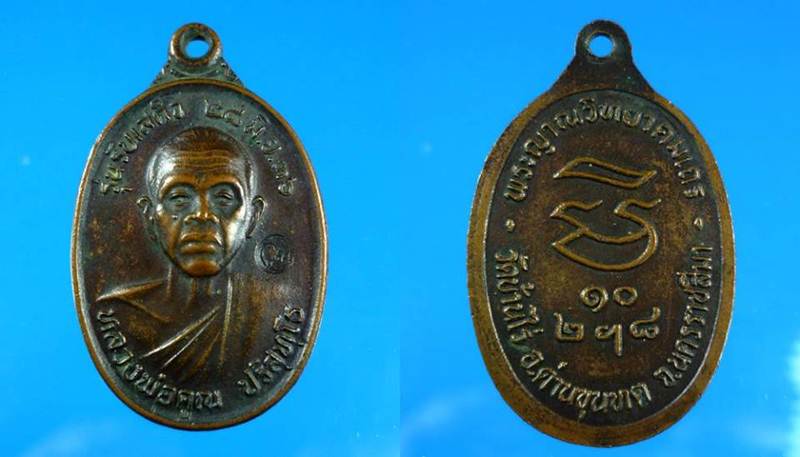 รุ่นรับเสด็จ ๒๘ มิ.ย.๓๖
หลวงพ่อคูณ ปริสุทโธ
พระญาณวิทยาคมเถร
๑๐
๒๗๘
วัดบ้านไร่ อ.ด่านขุนทด จ.นครราชสีมา